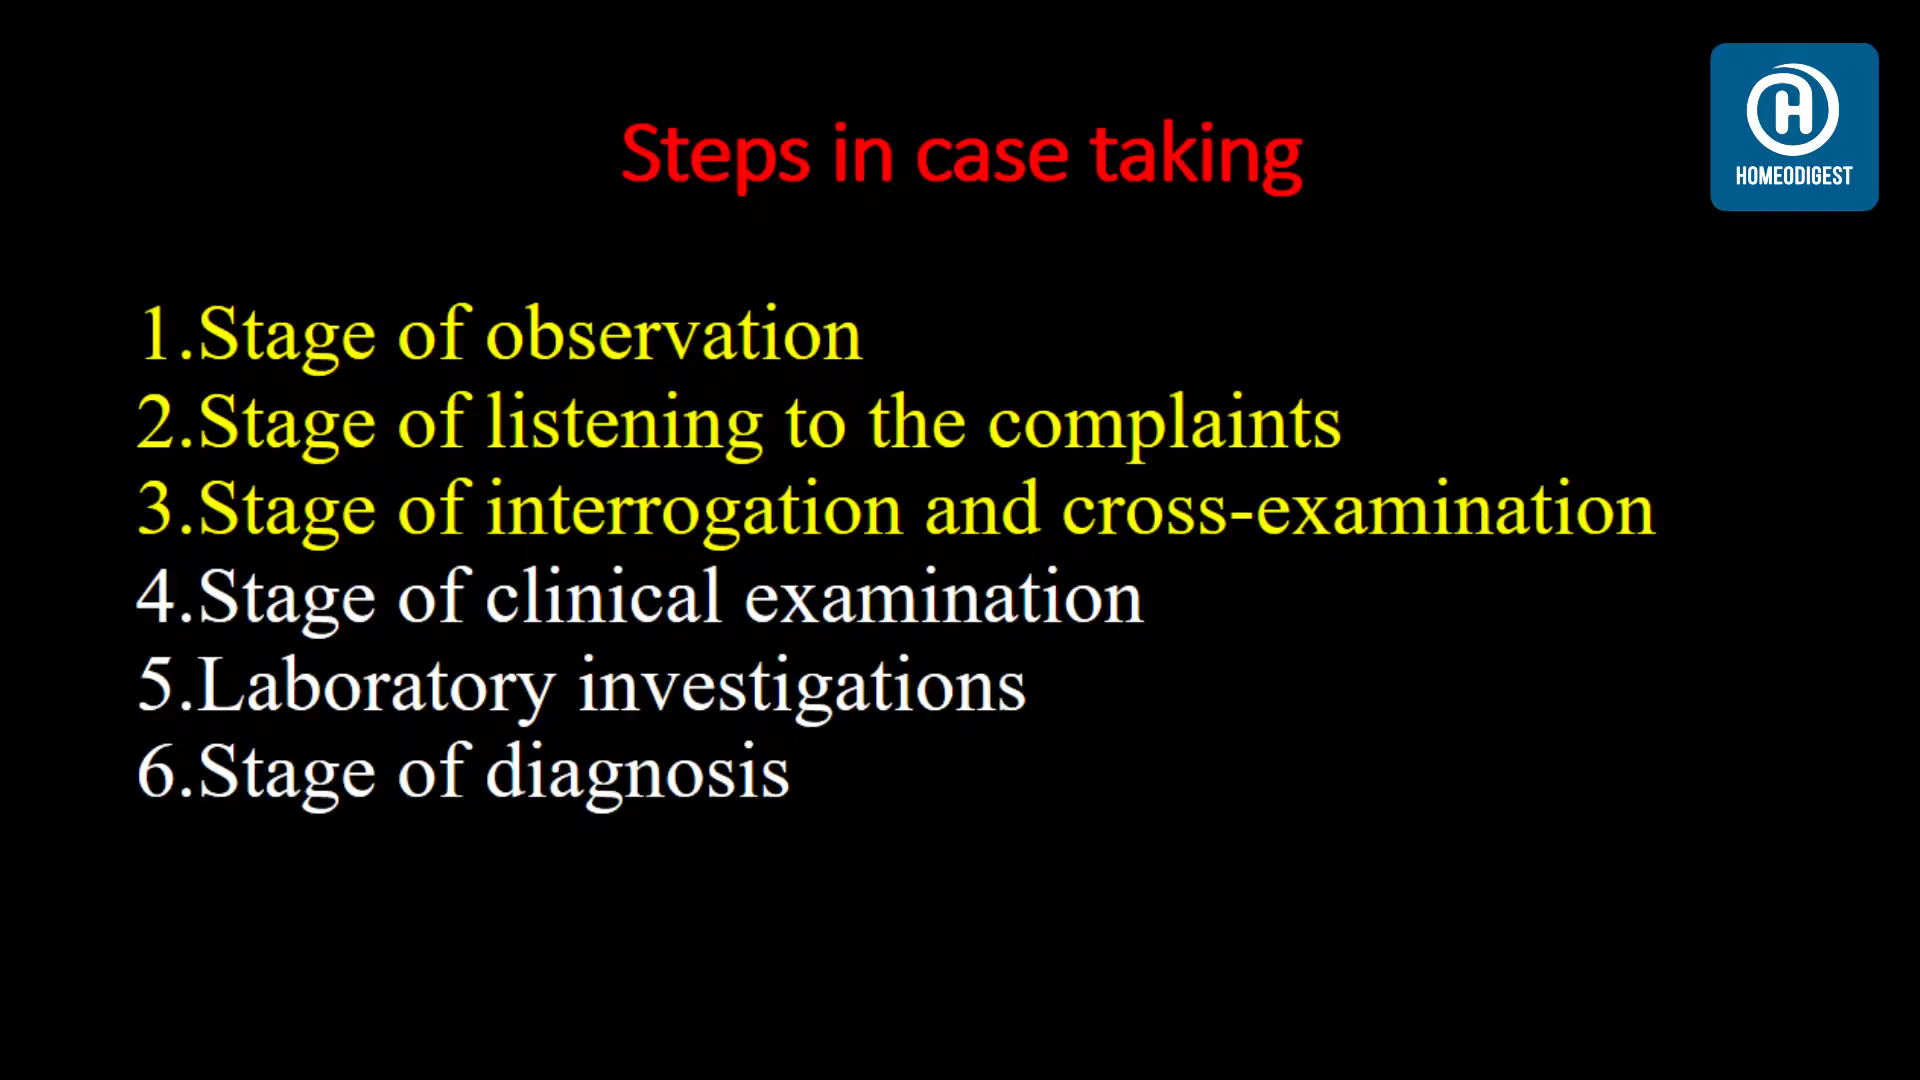 Steps in case taking
HOMEODIGEST
1.Stage of observation
2.Stage of listening to the complaints
3.Stage of interrogation and cross-examination
4.Stage of clinical examination
5.Laboratory investigations
6.Stage of diagnosis